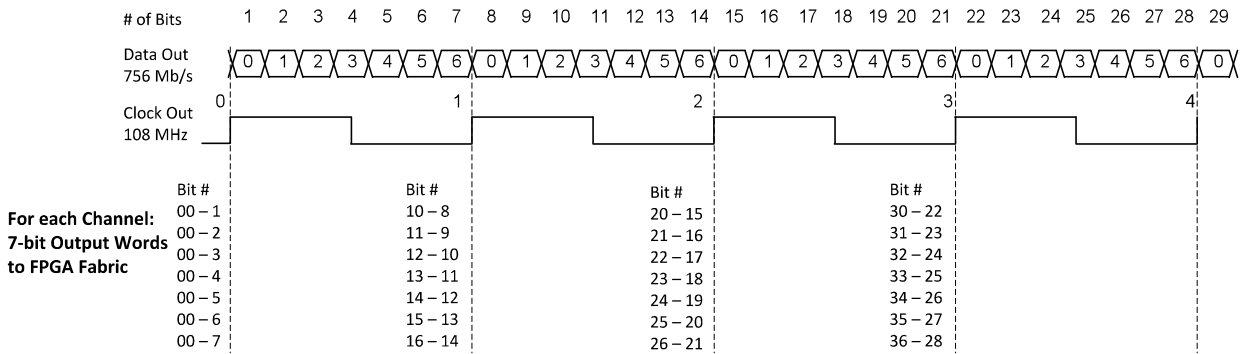 # of Bits 1 2 3 4 5 6 7 8 9 10 11 12 13 14 15 16 17 18 19 20 21 22 23 24 25 26 27 28 29
Data Out 0 1 2 3 4 5 6 0 1 2 3 4 5 6 0 1 2 3 4 5 6 0 1 2 3 4 5 6 0
756 Mb/s
0 1 2 3 4
Clock Out
108 MHz
For each Channel:
7-bit Output Words
to FPGA Fabric
Bit #
00 – 1
00 – 2
00 – 3
00 – 4
00 – 5
00 – 6
00 – 7
Bit #
10 – 8
11 – 9
12 – 10
13 – 11
14 – 12
15 – 13
16 – 14
Bit #
20 – 15
21 – 16
22 – 17
23 – 18
24 – 19
25 – 20
26 – 21
Bit #
30 – 22
31 – 23
32 – 24
33 – 25
34 – 26
35 – 27
36 – 28